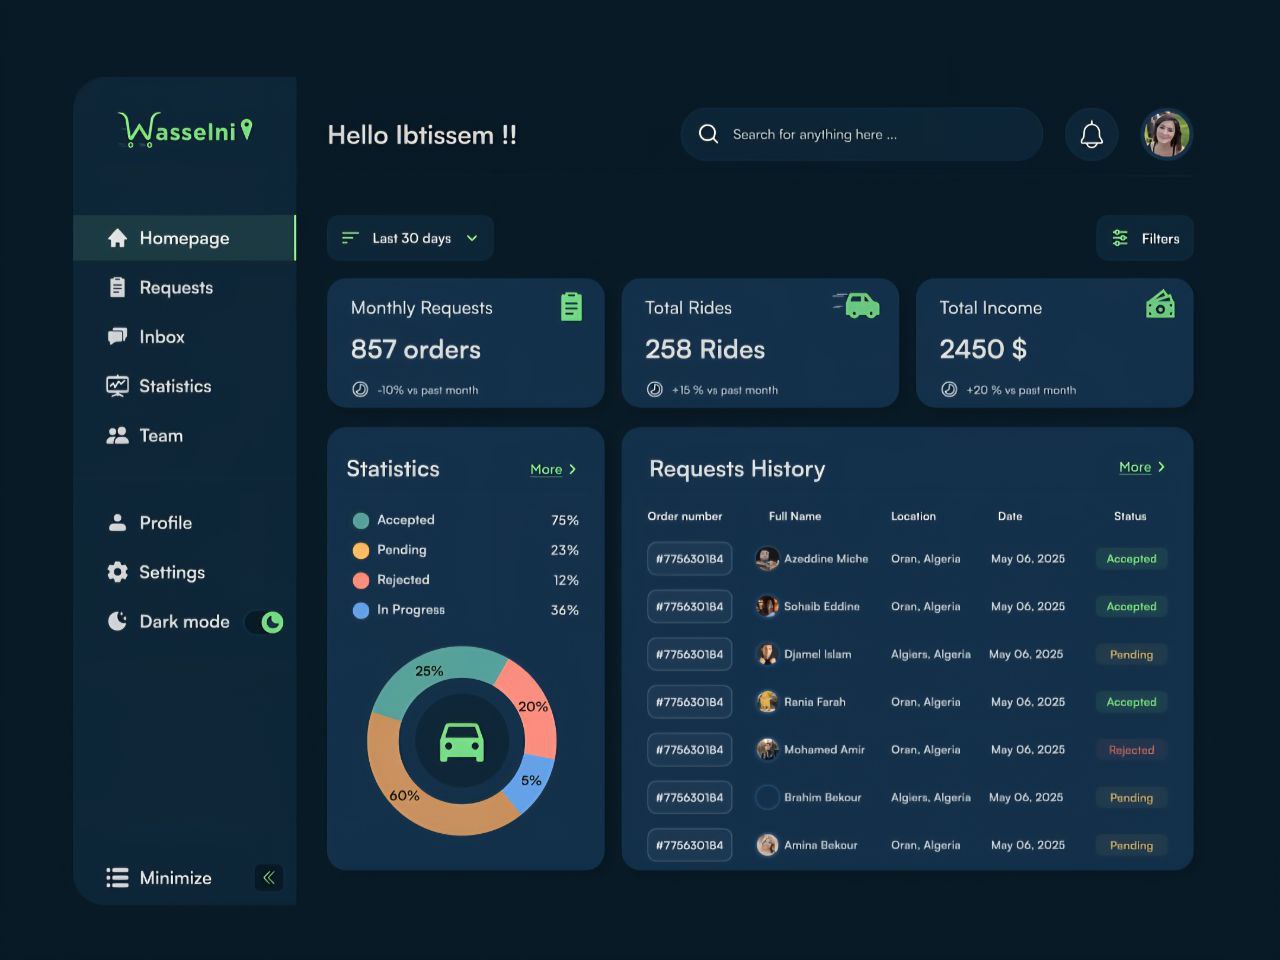 Wasselni
Hello Ibtissem !!
Search for anything here ...
Homepage
Requests
Inbox
Statistics
Team
Profile
Settings
Dark mode
Minimize
Last 30 days
Filters
Monthly Requests
857 orders
-10% vs past month
Total Rides
258 Rides
+15 % vs past month
Total Income
2450 $
+20 % vs past month
Statistics
More
Accepted 75%
Pending 23%
Rejected 12%
In Progress 36%
25%
20%
5%
60%
Requests History
More
Order number Full Name Location Date Status
#775630184 Azeddine Miche Oran, Algeria May 06, 2025 Accepted
#775630184 Sohaib Eddine Oran, Algeria May 06, 2025 Accepted
#775630184 Djamel Islam Algiers, Algeria May 06, 2025 Pending
#775630184 Rania Farah Oran, Algeria May 06, 2025 Accepted
#775630184 Mohamed Amir Oran, Algeria May 06, 2025 Rejected
#775630184 Brahim Bekour Algiers, Algeria May 06, 2025 Pending
#775630184 Amina Bekour Oran, Algeria May 06, 2025 Pending